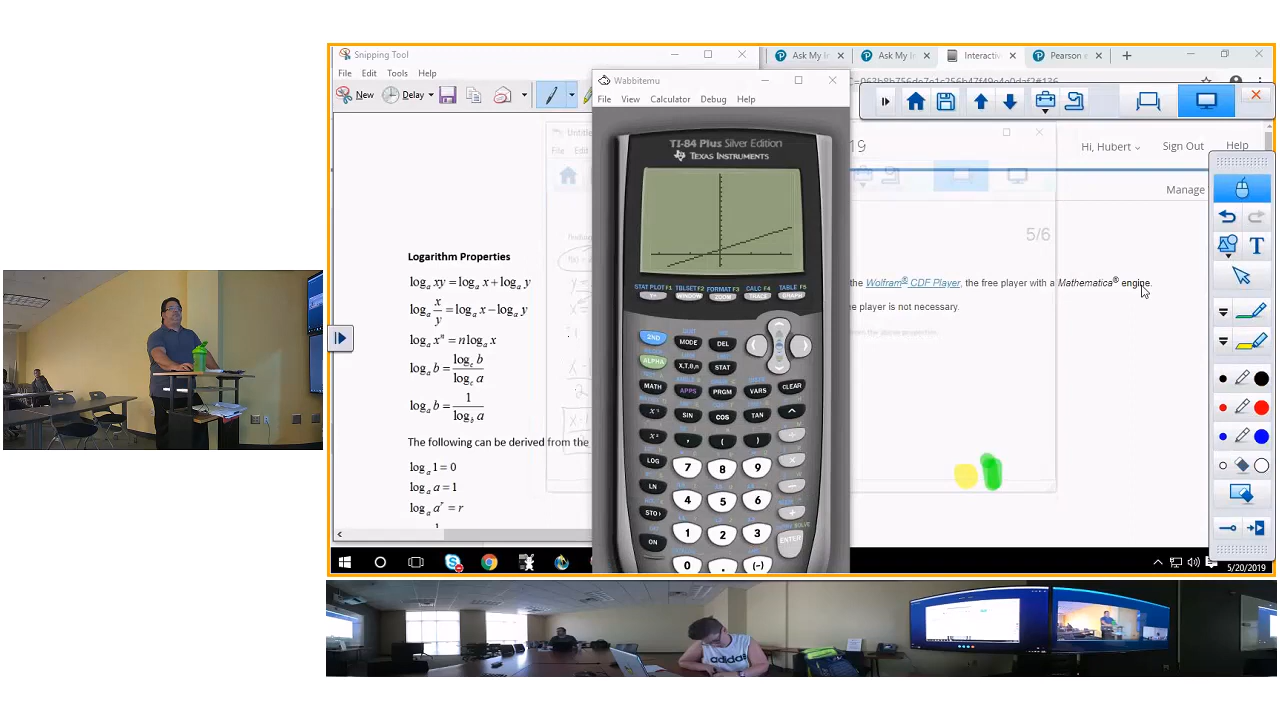 Snipping Tool
File Edit Tools Help
New Delay
Ask My In
Ask My In
Interactiv
Pearson e
Wabbitemu
File View Calculator Debug Help
Hi, Hubert Sign Out Help
Manage
5/6
TI-84 Plus Silver Edition
TEXAS INSTRUMENTS
Logarithm Properties
log_a xy = log_a x + log_a y
log_a x/y = log_a x − log_a y
log_a xⁿ = n log_a x
log_a b = log_c b / log_c a
log_a b = 1 / log_b a
The following can be derived from the
log_a 1 = 0
log_a a = 1
log_a aʳ = r
the Wolfram® CDF Player, the free player with a Mathematica® engine.
e player is not necessary.
STAT PLOT F1 TBLSET F2 FORMAT F3 CALC F4 TABLE F5
Y= WINDOW ZOOM TRACE GRAPH
2ND MODE DEL
ALPHA X,T,θ,n STAT
MATH APPS PRGM VARS CLEAR
SIN COS TAN ^
x² , ( ) ÷
LOG 7 8 9 ×
LN 4 5 6 −
STO› 1 2 3 +
ON 0 . (−) ENTER
T
5/20/2019
adidas